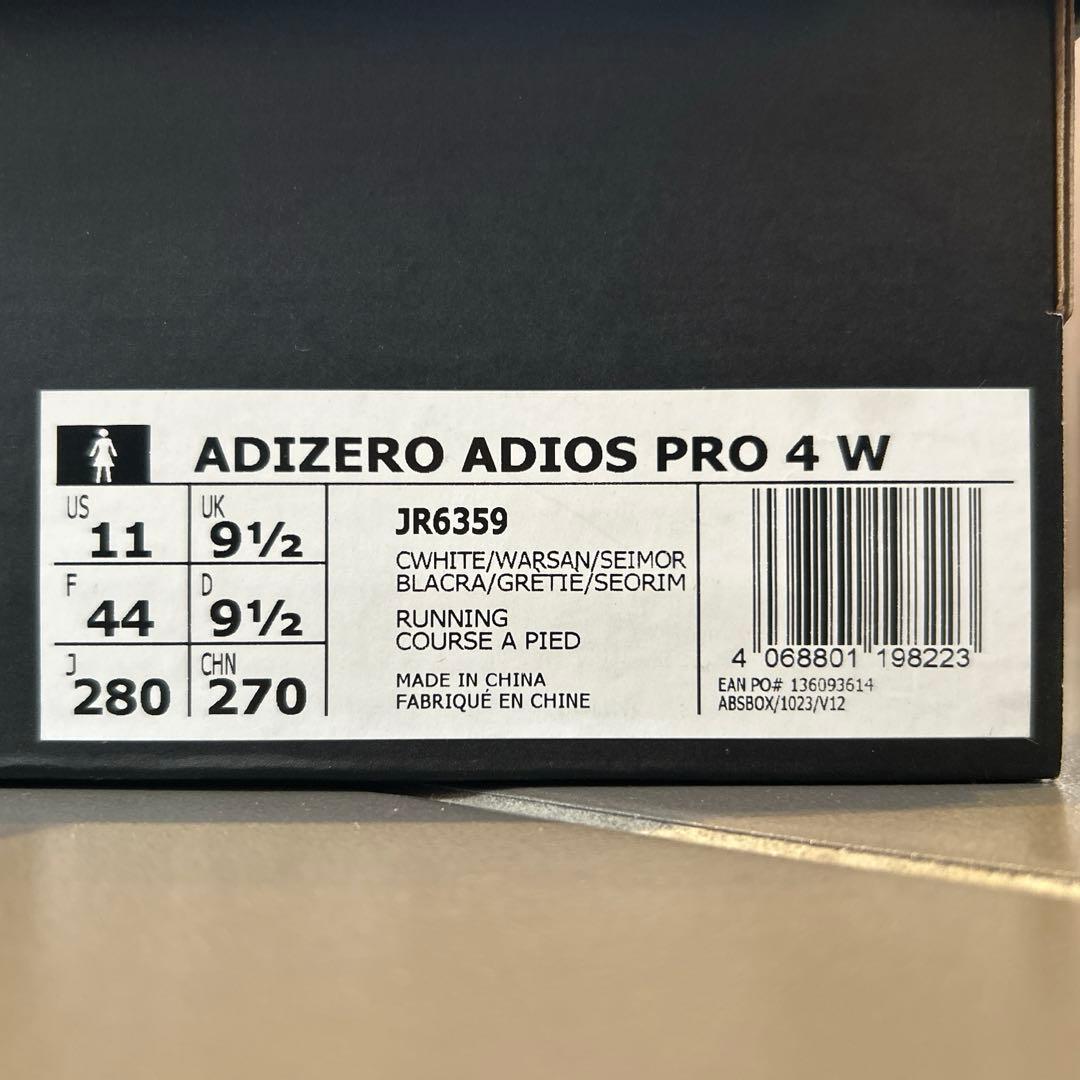 ADIZERO ADIOS PRO 4 W
US 11
UK 9½
F 44
D 9½
J 280
CHN 270
JR6359
CWHITE/WARSAN/SEIMOR
BLACRA/GRETIE/SEORIM
RUNNING
COURSE A PIED
MADE IN CHINA
FABRIQUÉ EN CHINE
4 068801 198223
EAN PO# 136093614
ABSBOX/1023/V12